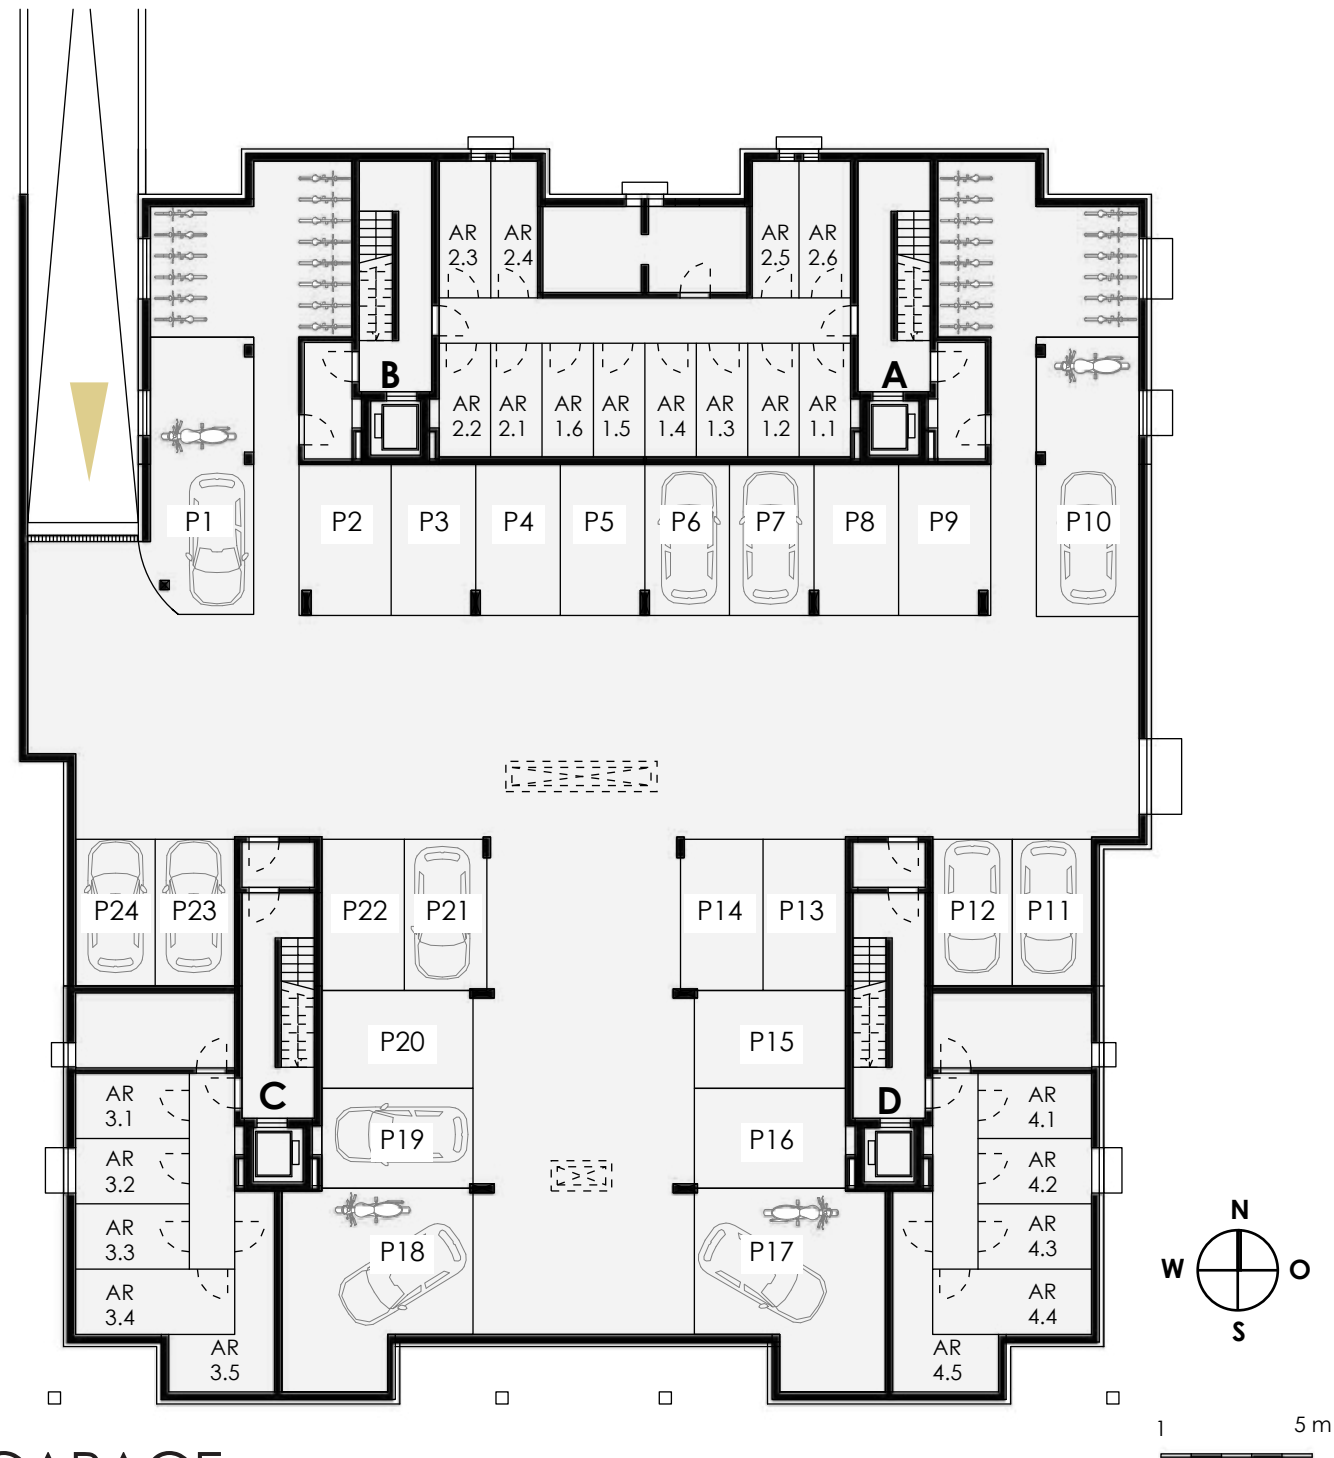 AR AR AR AR
2.3 2.4 2.5 2.6
B A
AR AR AR AR AR AR AR AR
2.2 2.1 1.6 1.5 1.4 1.3 1.2 1.1
P1 P2 P3 P4 P5 P6 P7 P8 P9 P10
P24 P23 P22 P21 P14 P13 P12 P11
P20 P15
C D
AR AR
3.1 4.1
P19 P16
AR AR
3.2 4.2
AR AR
3.3 4.3
P18 P17
AR AR
3.4 4.4
AR AR
3.5 4.5
N
W O
S
1 5 m
GARAGE